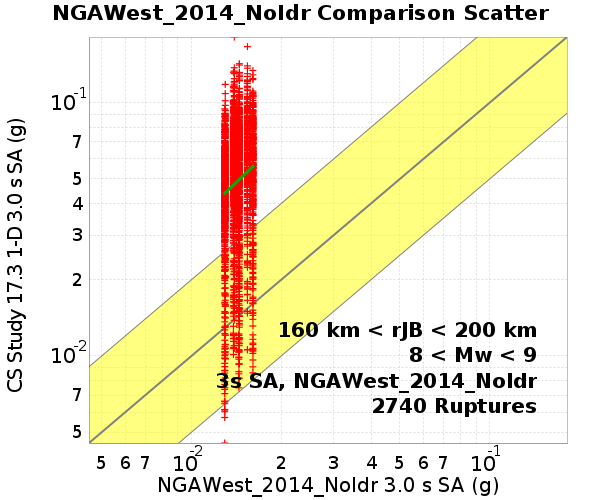 NGAWest_2014_NoIdr Comparison Scatter
CS Study 17.3 1-D 3.0 s SA (g)
10-1
7
5
4
3
2
10-2
7
5
160 km < rJB < 200 km
8 < Mw < 9
3s SA, NGAWest_2014_NoIdr
2740 Ruptures
5 6 7 10-2 2 3 4 5 6 7 10-1
NGAWest_2014_NoIdr 3.0 s SA (g)